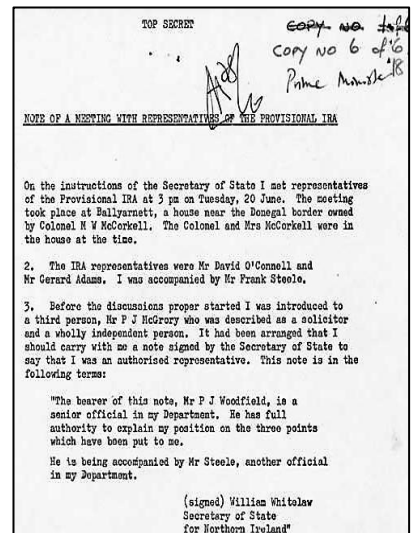 TOP SECRET
COPY NO.
COPY NO 6 of 6
Prime Minister
NOTE OF A MEETING WITH REPRESENTATIVES OF THE PROVISIONAL IRA
On the instructions of the Secretary of State I met representatives
of the Provisional IRA at 3 pm on Tuesday, 20 June. The meeting
took place at Ballyarnett, a house near the Donegal border owned
by Colonel M W McCorkell. The Colonel and Mrs McCorkell were in
the house at the time.
2. The IRA representatives were Mr David O'Connell and
Mr Gerard Adams. I was accompanied by Mr Frank Steele.
3. Before the discussions proper started I was introduced to
a third person, Mr P J McGrory who was described as a solicitor
and a wholly independent person. It had been arranged that I
should carry with me a note signed by the Secretary of State to
say that I was an authorised representative. This note is in the
following terms:
"The bearer of this note, Mr P J Woodfield, is a
senior official in my Department. He has full
authority to explain my position on the three points
which have been put to me.
He is being accompanied by Mr Steele, another official
in my Department.
(signed) William Whitelaw
Secretary of State
for Northern Ireland"